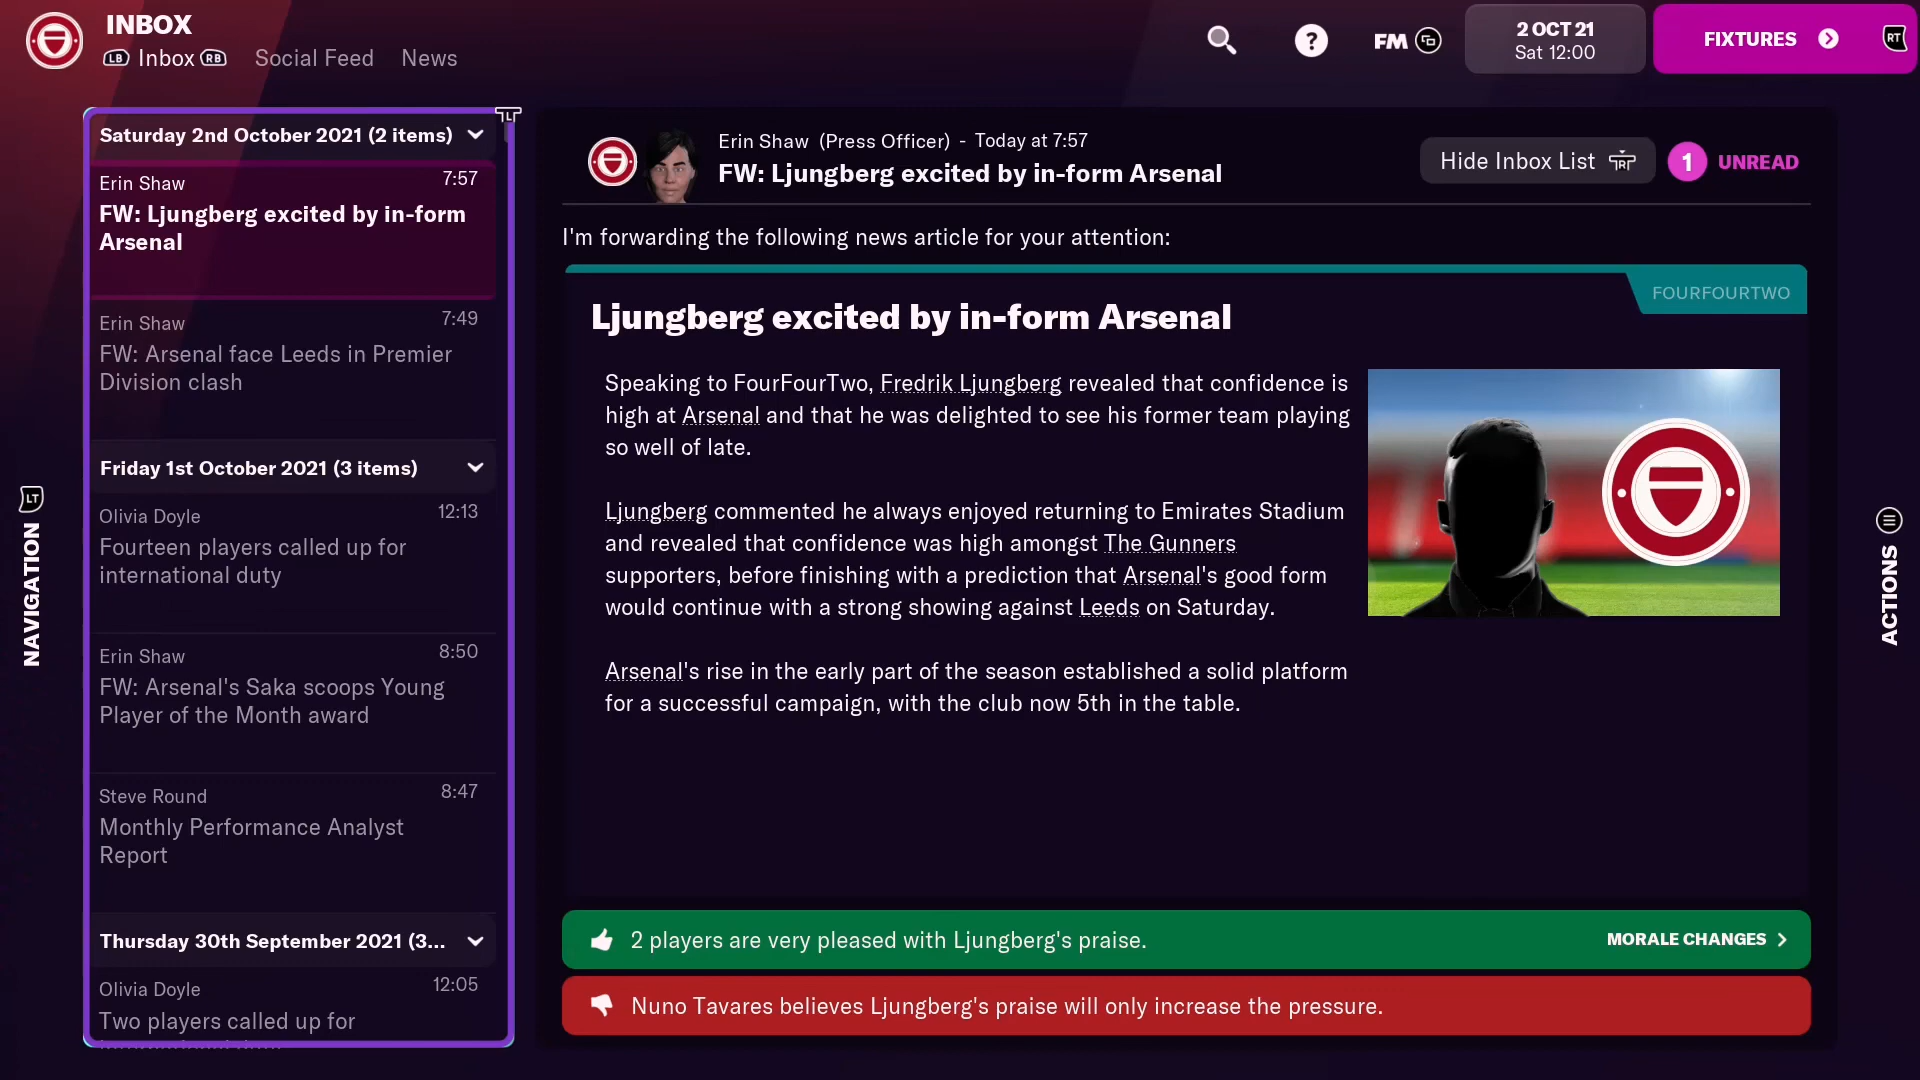 INBOX
LB Inbox RB Social Feed News
FM
2 OCT 21
Sat 12:00
FIXTURES RT
Saturday 2nd October 2021 (2 items)
Erin Shaw 7:57
FW: Ljungberg excited by in-form
Arsenal
Erin Shaw 7:49
FW: Arsenal face Leeds in Premier
Division clash
Friday 1st October 2021 (3 items)
Olivia Doyle 12:13
Fourteen players called up for
international duty
Erin Shaw 8:50
FW: Arsenal's Saka scoops Young
Player of the Month award
Steve Round 8:47
Monthly Performance Analyst
Report
Thursday 30th September 2021 (3...
Olivia Doyle 12:05
Two players called up for
NAVIGATION LT
Erin Shaw (Press Officer) - Today at 7:57
FW: Ljungberg excited by in-form Arsenal
Hide Inbox List R 1 UNREAD
I'm forwarding the following news article for your attention:
FOURFOURTWO
Ljungberg excited by in-form Arsenal
Speaking to FourFourTwo, Fredrik Ljungberg revealed that confidence is
high at Arsenal and that he was delighted to see his former team playing
so well of late.
Ljungberg commented he always enjoyed returning to Emirates Stadium
and revealed that confidence was high amongst The Gunners
supporters, before finishing with a prediction that Arsenal's good form
would continue with a strong showing against Leeds on Saturday.
Arsenal's rise in the early part of the season established a solid platform
for a successful campaign, with the club now 5th in the table.
2 players are very pleased with Ljungberg's praise. MORALE CHANGES
Nuno Tavares believes Ljungberg's praise will only increase the pressure.
ACTIONS